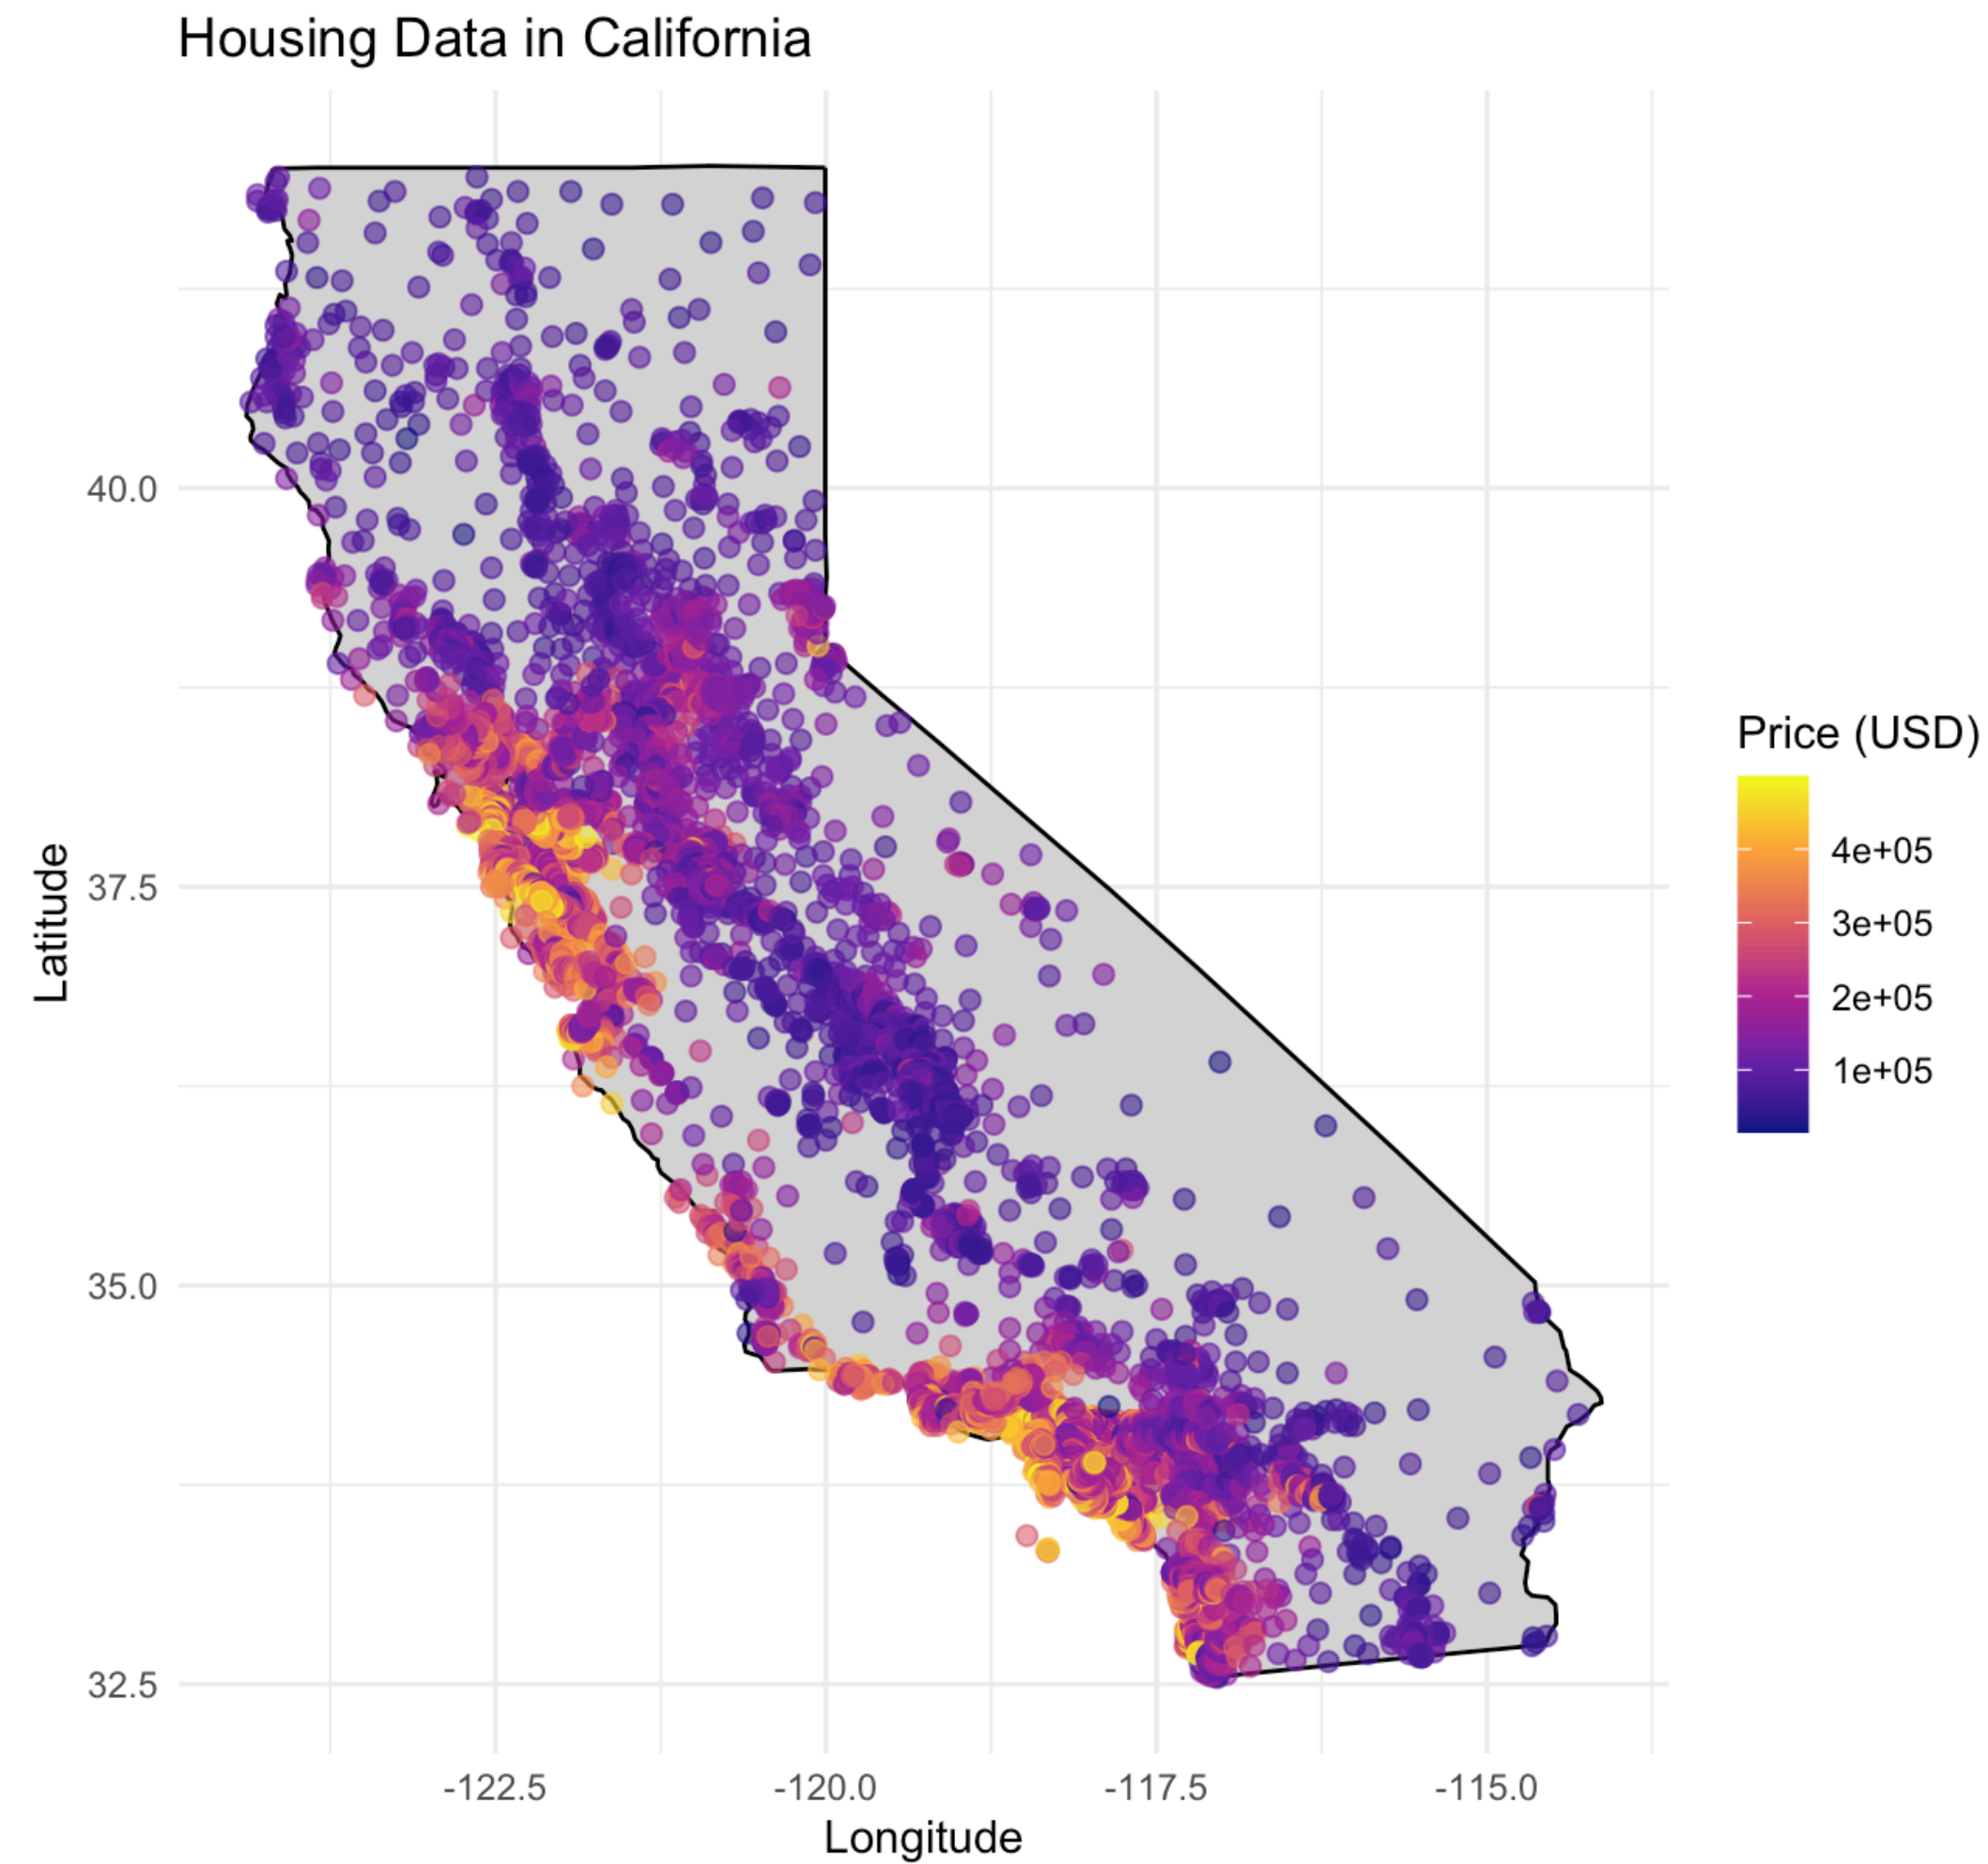 Housing Data in California
Latitude
40.0
37.5
35.0
32.5
-122.5
-120.0
-117.5
-115.0
Longitude
Price (USD)
4e+05
3e+05
2e+05
1e+05